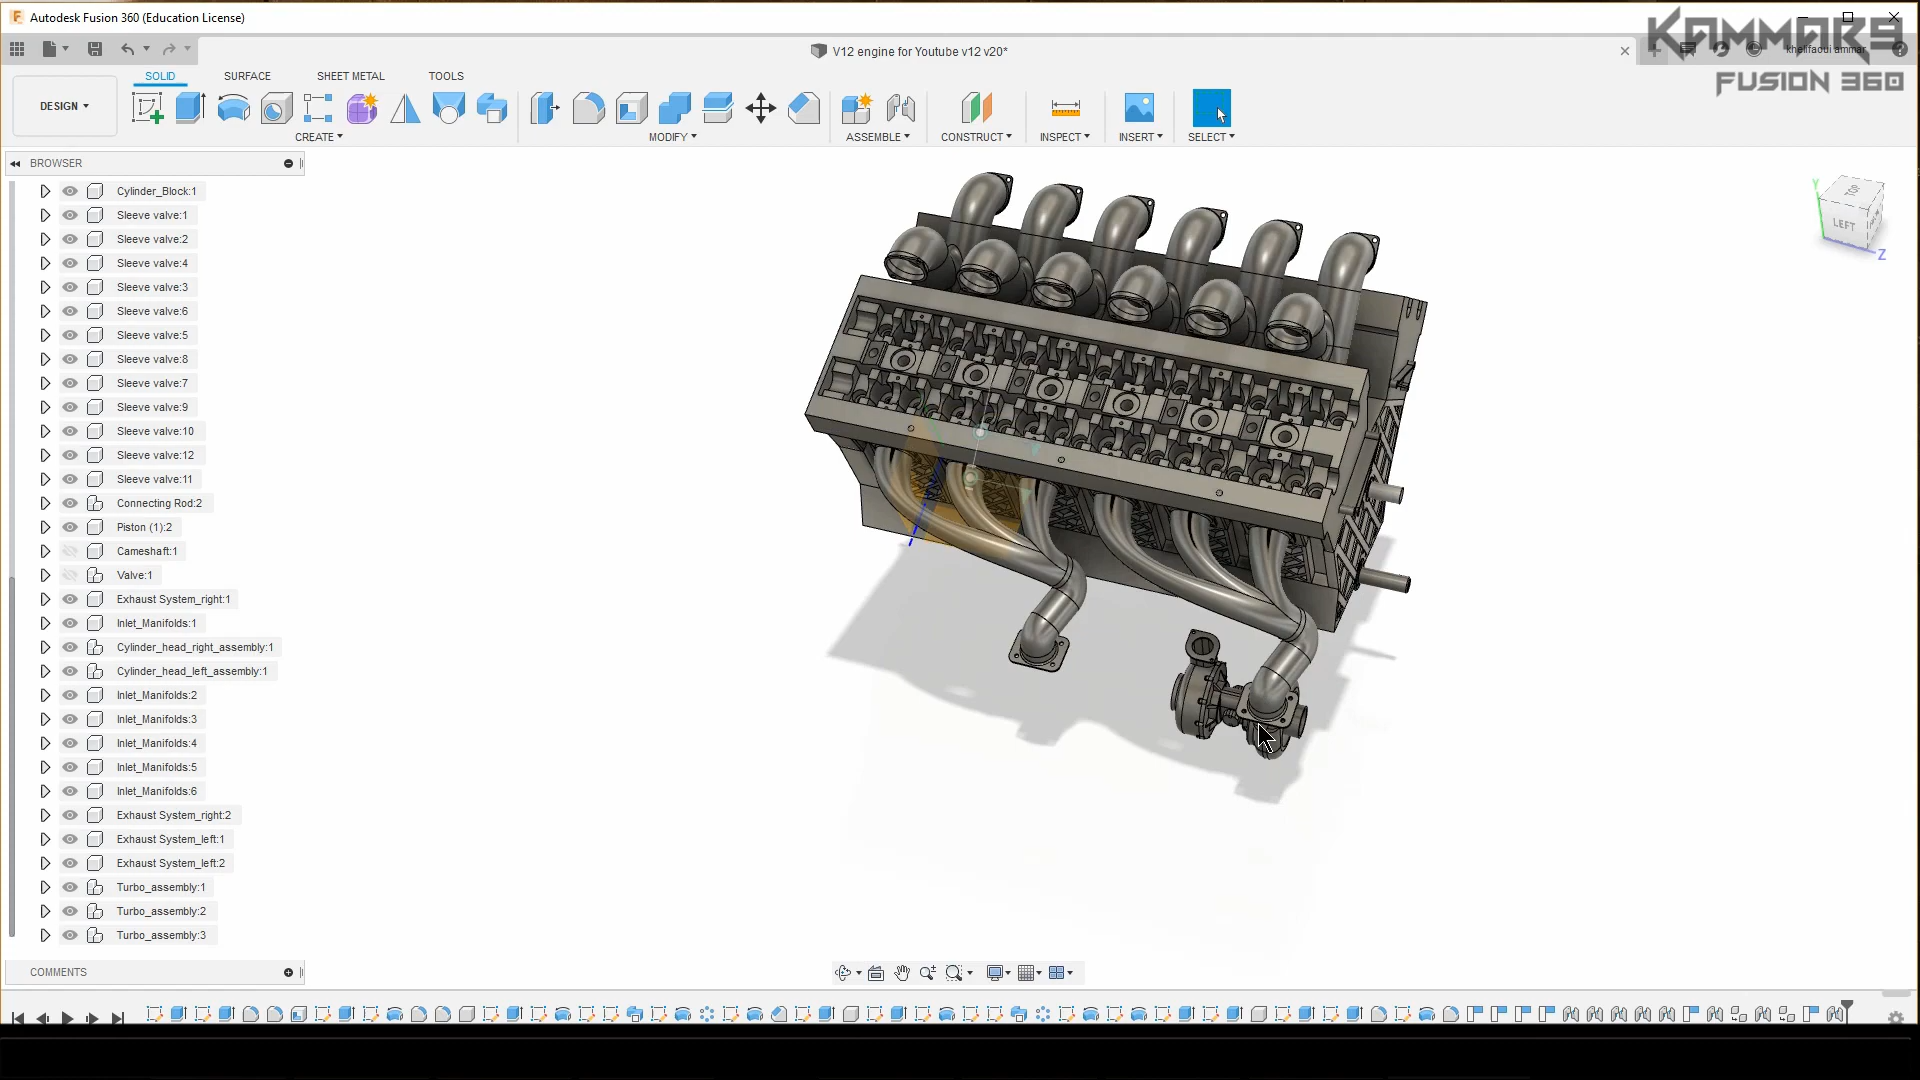 Autodesk Fusion 360 (Education License)
KAMMARS
FUSION 360
V12 engine for Youtube v12 v20*
khelifaoui ammar
SOLID SURFACE SHEET METAL TOOLS
DESIGN
CREATE MODIFY ASSEMBLE CONSTRUCT INSPECT INSERT SELECT
BROWSER
Cylinder_Block:1
Sleeve valve:1
Sleeve valve:2
Sleeve valve:4
Sleeve valve:3
Sleeve valve:6
Sleeve valve:5
Sleeve valve:8
Sleeve valve:7
Sleeve valve:9
Sleeve valve:10
Sleeve valve:12
Sleeve valve:11
Connecting Rod:2
Piston (1):2
Cameshaft:1
Valve:1
Exhaust System_right:1
Inlet_Manifolds:1
Cylinder_head_right_assembly:1
Cylinder_head_left_assembly:1
Inlet_Manifolds:2
Inlet_Manifolds:3
Inlet_Manifolds:4
Inlet_Manifolds:5
Inlet_Manifolds:6
Exhaust System_right:2
Exhaust System_left:1
Exhaust System_left:2
Turbo_assembly:1
Turbo_assembly:2
Turbo_assembly:3
COMMENTS
Y
TOP
LEFT
Z